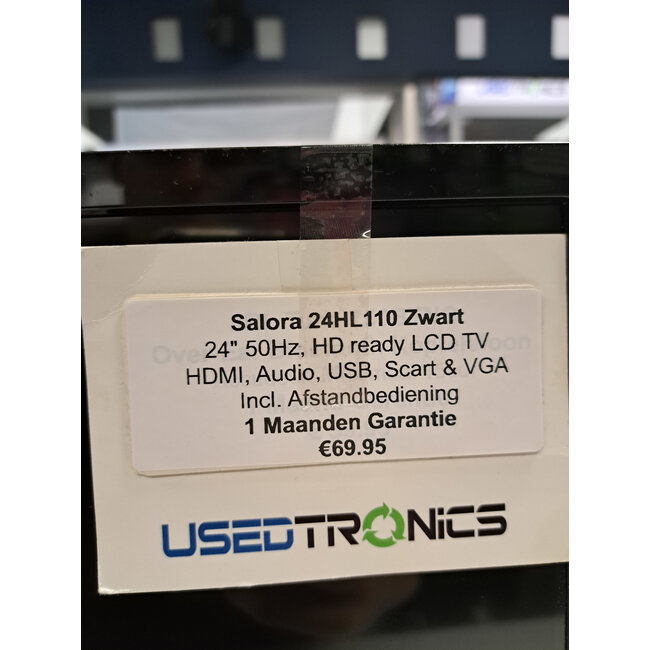 USEDTRONICS
Salora 24HL110 Zwart
24" 50Hz, HD ready LCD TV
HDMI, Audio, USB, Scart & VGA
Incl. Afstandbediening
1 Maanden Garantie
€69.95
USEDTRONiCS